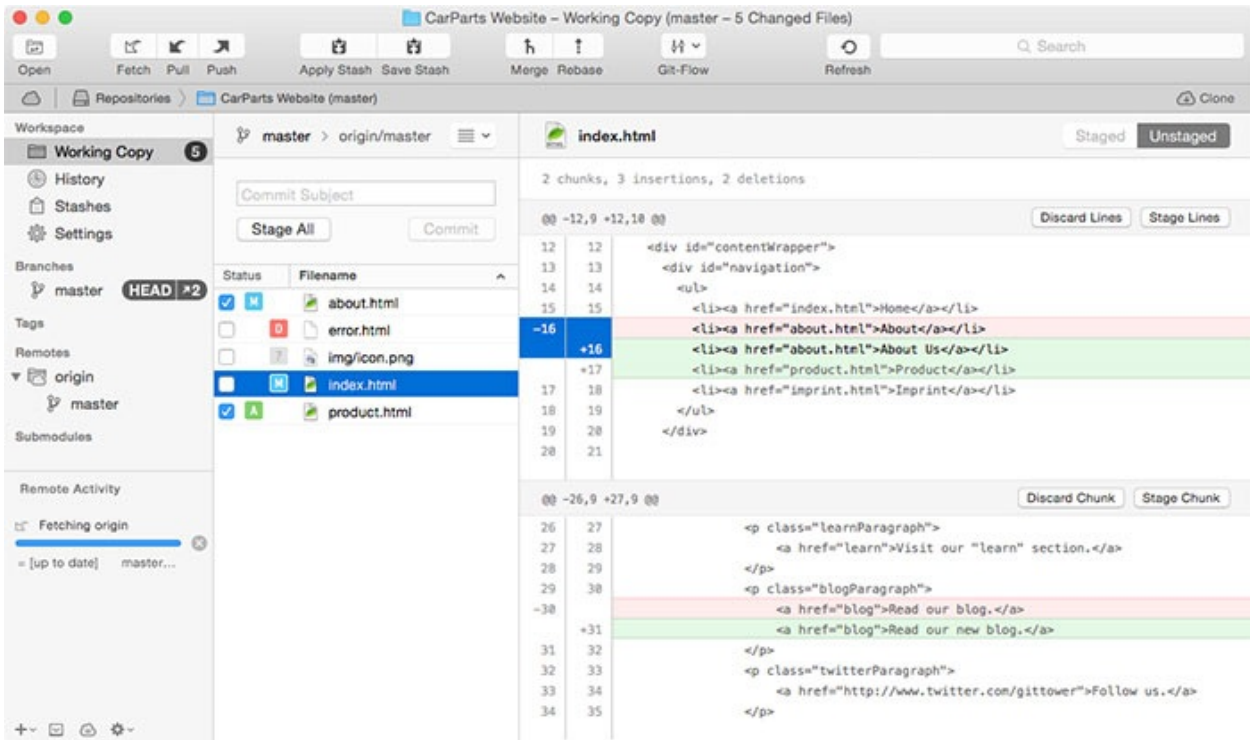 CarParts Website – Working Copy (master – 5 Changed Files)
Open Fetch Pull Push Apply Stash Save Stash Merge Rebase Git-Flow Refresh Search
Repositories CarParts Website (master) Clone
Workspace
Working Copy 5
History
Stashes
Settings
Branches
master HEAD 2
Tags
Remotes
origin
master
Submodules
Remote Activity
Fetching origin
= [up to date] master...
master > origin/master
Commit Subject
Stage All Commit
Status Filename
M about.html
D error.html
? img/icon.png
M index.html
A product.html
index.html Staged Unstaged
2 chunks, 3 insertions, 2 deletions
@@ -12,9 +12,10 @@ Discard Lines Stage Lines
12 12 <div id="contentWrapper">
13 13 <div id="navigation">
14 14 <ul>
15 15 <li><a href="index.html">Home</a></li>
-16 <li><a href="about.html">About</a></li>
+16 <li><a href="about.html">About Us</a></li>
+17 <li><a href="product.html">Product</a></li>
17 18 <li><a href="imprint.html">Imprint</a></li>
18 19 </ul>
19 20 </div>
20 21
@@ -26,9 +27,9 @@ Discard Chunk Stage Chunk
26 27 <p class="learnParagraph">
27 28 <a href="learn">Visit our "learn" section.</a>
28 29 </p>
29 30 <p class="blogParagraph">
-30 <a href="blog">Read our blog.</a>
+31 <a href="blog">Read our new blog.</a>
31 32 </p>
32 33 <p class="twitterParagraph">
33 34 <a href="http://www.twitter.com/gittower">Follow us.</a>
34 35 </p>